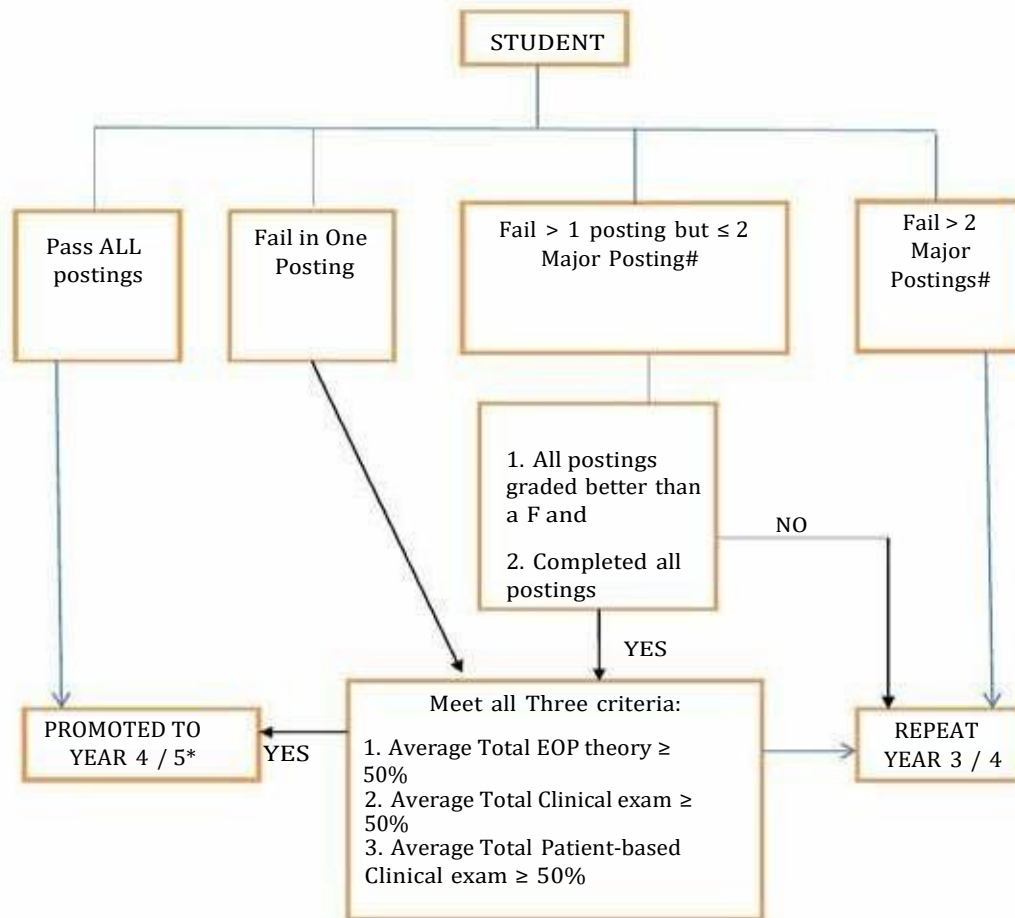 STUDENT
Pass ALL
postings
Fail in One
Posting
Fail > 1 posting but ≤ 2
Major Posting#
Fail > 2
Major
Postings#
1. All postings
graded better than
a F and
2. Completed all
postings
NO
YES
Meet all Three criteria:
1. Average Total EOP theory ≥
50%
2. Average Total Clinical exam ≥
50%
3. Average Total Patient-based
Clinical exam ≥ 50%
YES
PROMOTED TO
YEAR 4 / 5*
REPEAT
YEAR 3 / 4